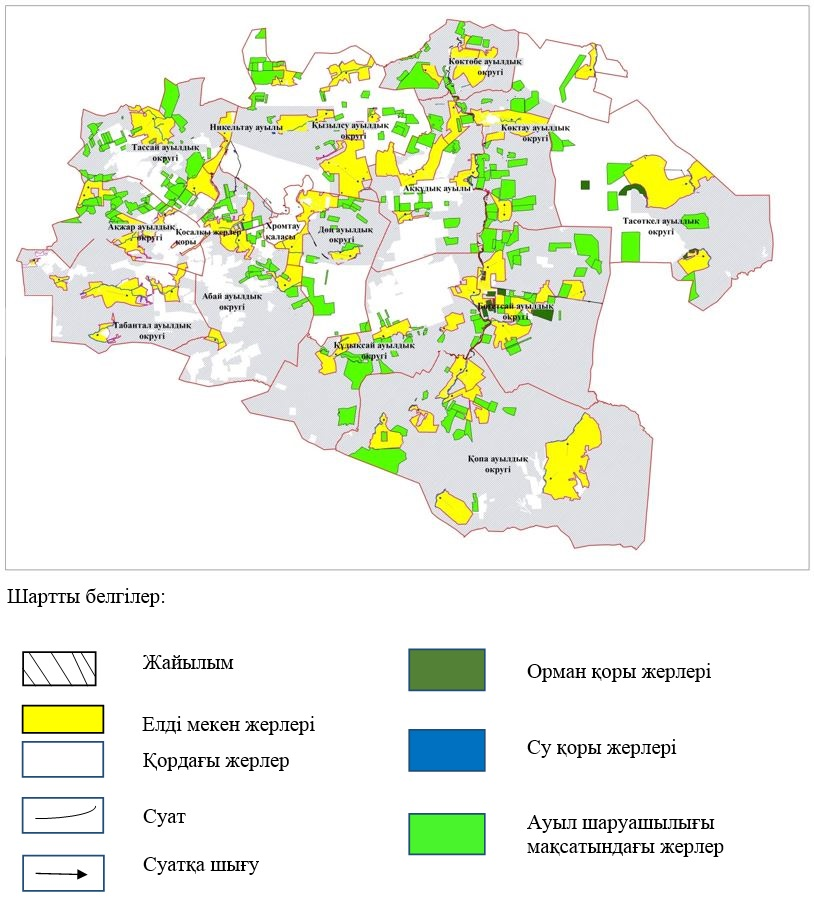 Көктөбе ауылдық
округі
Никельтау ауылы
Қызылсу ауылдық
округі
Көктау ауылдық
округі
Тассай ауылдық
округі
Аққұдық ауылы
Ақжар ауылдық
округі
Қосалқы жерлер
қоры
Хромтау
қаласы
Дөң ауылдық
округі
Тасөткел ауылдық
округі
Абай ауылдық
округі
Бөгетсай ауылдық
округі
Табантал ауылдық
округі
Құдықсай ауылдық
округі
Қопа ауылдық
округі
Шартты белгілер:
Жайылым
Елді мекен жерлері
Қордағы жерлер
Суат
Суатқа шығу
Орман қоры жерлері
Су қоры жерлері
Ауыл шаруашылығы
мақсатындағы жерлер